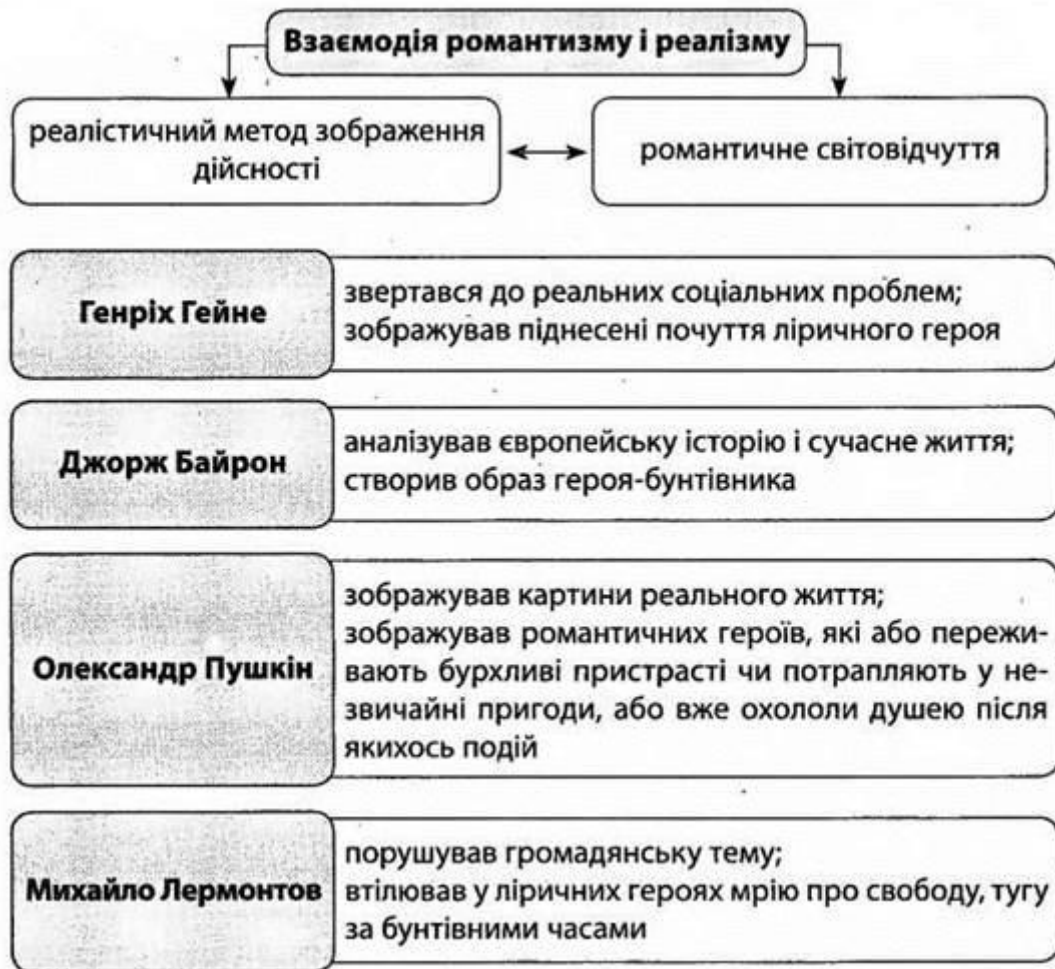 Взаємодія романтизму і реалізму
реалістичний метод зображення
дійсності
романтичне світовідчуття
Генріх Гейне
звертався до реальних соціальних проблем;
зображував піднесені почуття ліричного героя
Джорж Байрон
аналізував європейську історію і сучасне життя;
створив образ героя-бунтівника
Олександр Пушкін
зображував картини реального життя;
зображував романтичних героїв, які або пережи-
вають бурхливі пристрасті чи потрапляють у не-
звичайні пригоди, або вже охололи душею після
якихось подій
Михайло Лермонтов
порушував громадянську тему;
втілював у ліричних героях мрію про свободу, тугу
за бунтівними часами